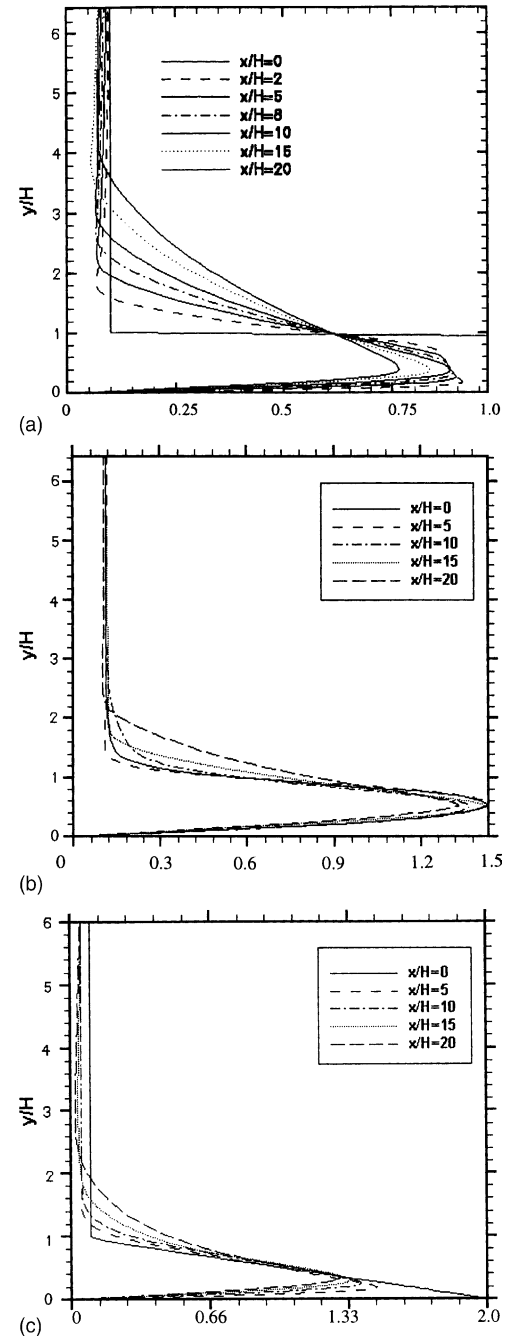 6
5
4
3
2
1
0
y/H
x/H=0
x/H=2
x/H=5
x/H=8
x/H=10
x/H=15
x/H=20
0 0.25 0.5 0.75 1.0
(a)
6
5
4
3
2
1
0
y/H
x/H=0
x/H=5
x/H=10
x/H=15
x/H=20
0 0.3 0.6 0.9 1.2 1.5
(b)
6
5
4
3
2
1
0
y/H
x/H=0
x/H=5
x/H=10
x/H=15
x/H=20
0 0.66 1.33 2.0
(c)